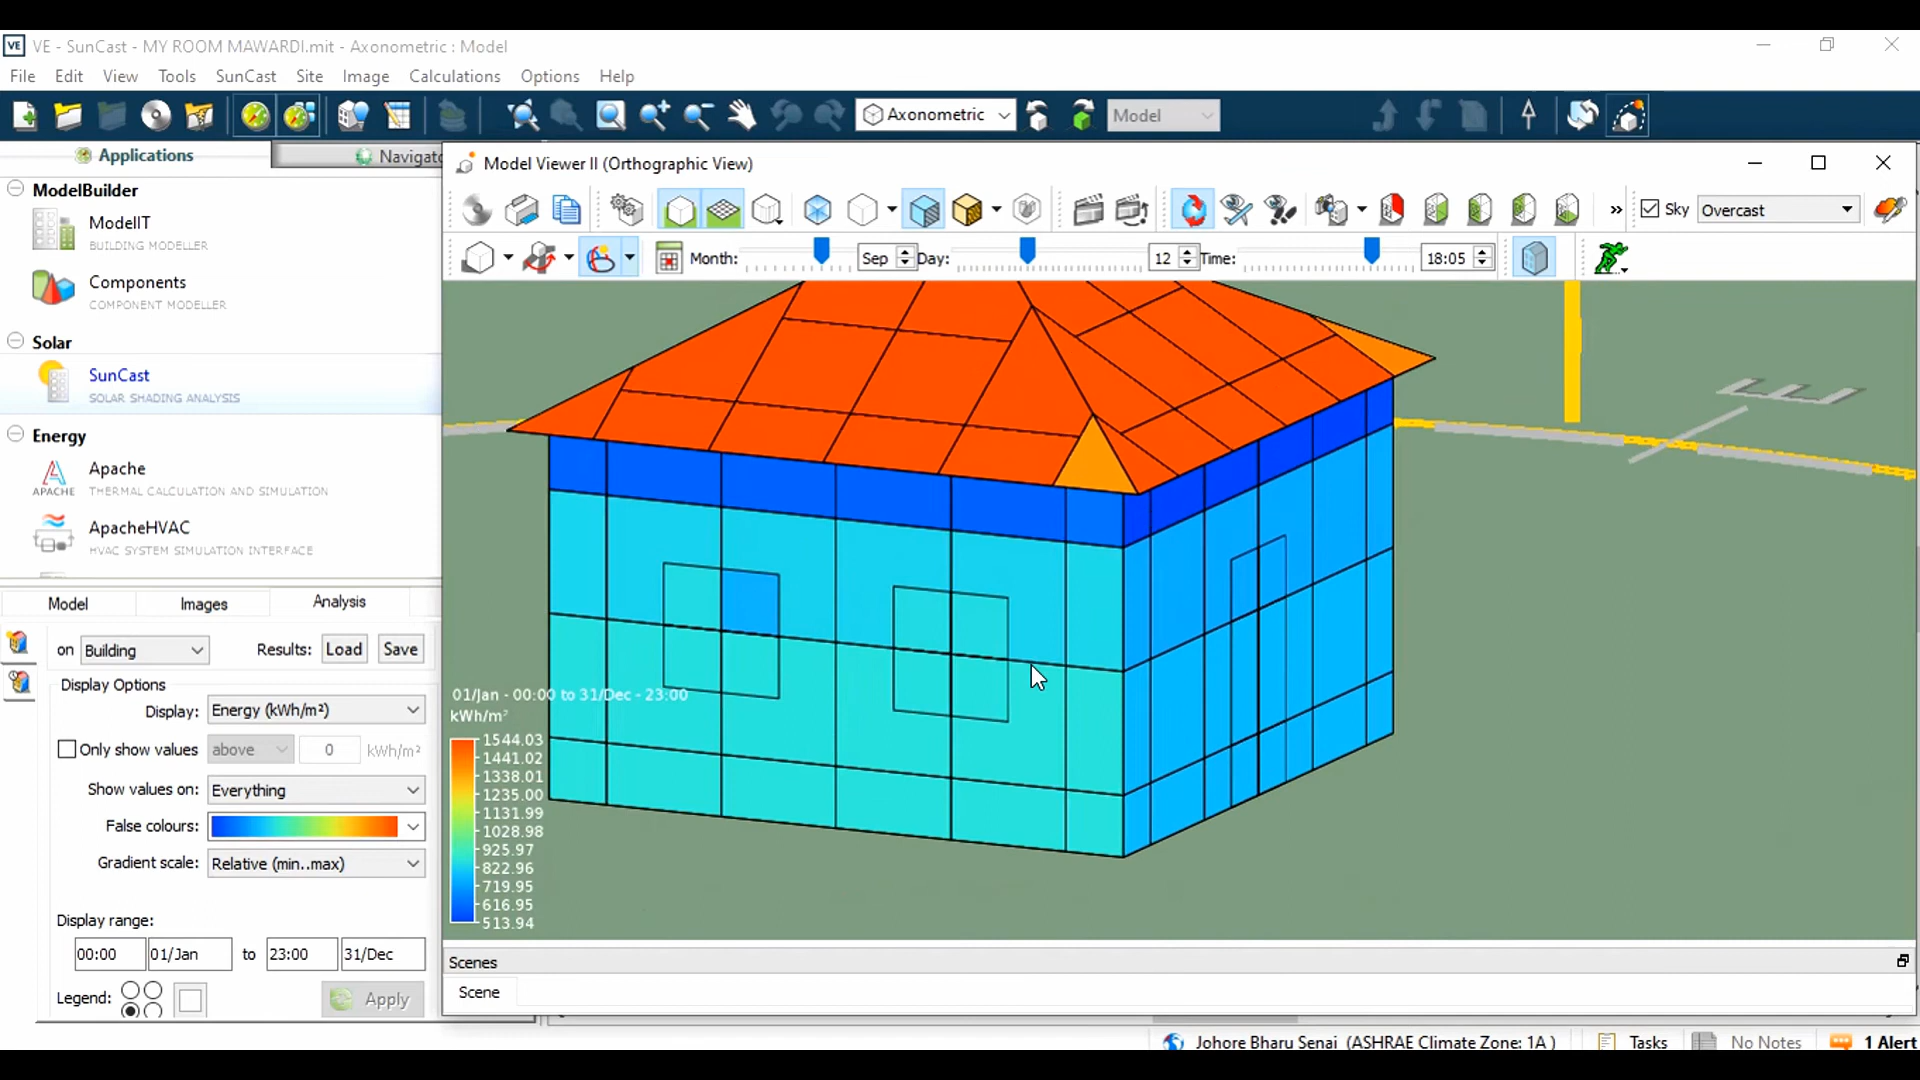 VE
VE - SunCast - MY ROOM MAWARDI.mit - Axonometric : Model
File Edit View Tools SunCast Site Image Calculations Options Help
Axonometric
Model
Applications
Model Viewer II (Orthographic View)
ModelBuilder
ModelIT
BUILDING MODELLER
Components
COMPONENT MODELLER
Solar
SunCast
SOLAR SHADING ANALYSIS
Energy
Apache
APACHE
THERMAL CALCULATION AND SIMULATION
ApacheHVAC
HVAC SYSTEM SIMULATION INTERFACE
Sky Overcast
Month: Sep Day: 12 Time: 18:05
E
Model Images Analysis
on Building Results: Load Save
Display Options
Display: Energy (kWh/m²)
Only show values above 0 kWh/m²
Show values on: Everything
False colours:
Gradient scale: Relative (min..max)
Display range:
00:00 01/Jan to 23:00 31/Dec
Legend: Apply
01/Jan - 00:00 to 31/Dec - 23:00
kWh/m²
1544.03
1441.02
1338.01
1235.00
1131.99
1028.98
925.97
822.96
719.95
616.95
513.94
Scenes
Scene
Johore Bharu Senai (ASHRAE Climate Zone: 1A )
Tasks
No Notes
1 Alert